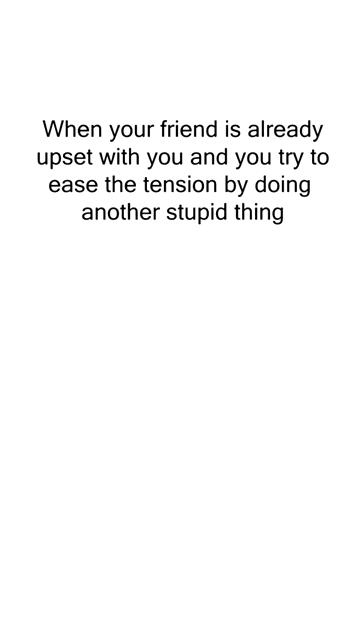 When your friend is already
upset with you and you try to
ease the tension by doing
another stupid thing